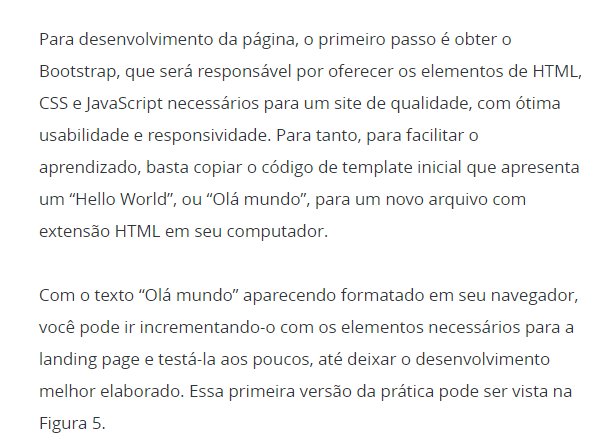 Para desenvolvimento da página, o primeiro passo é obter o
Bootstrap, que será responsável por oferecer os elementos de HTML,
CSS e JavaScript necessários para um site de qualidade, com ótima
usabilidade e responsividade. Para tanto, para facilitar o
aprendizado, basta copiar o código de template inicial que apresenta
um “Hello World”, ou “Olá mundo”, para um novo arquivo com
extensão HTML em seu computador.
Com o texto “Olá mundo” aparecendo formatado em seu navegador,
você pode ir incrementando-o com os elementos necessários para a
landing page e testá-la aos poucos, até deixar o desenvolvimento
melhor elaborado. Essa primeira versão da prática pode ser vista na
Figura 5.